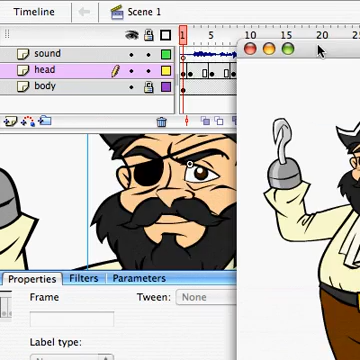 Timeline
Scene 1
sound
1 5 10 15 20 25
head
body
Properties Filters Parameters
Frame Tween: None
Label type: